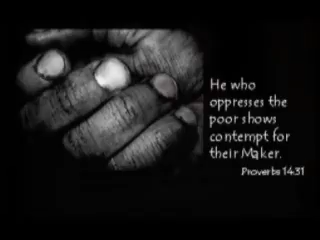 He who
oppresses the
poor shows
contempt for
their Maker.
Proverbs 14:31